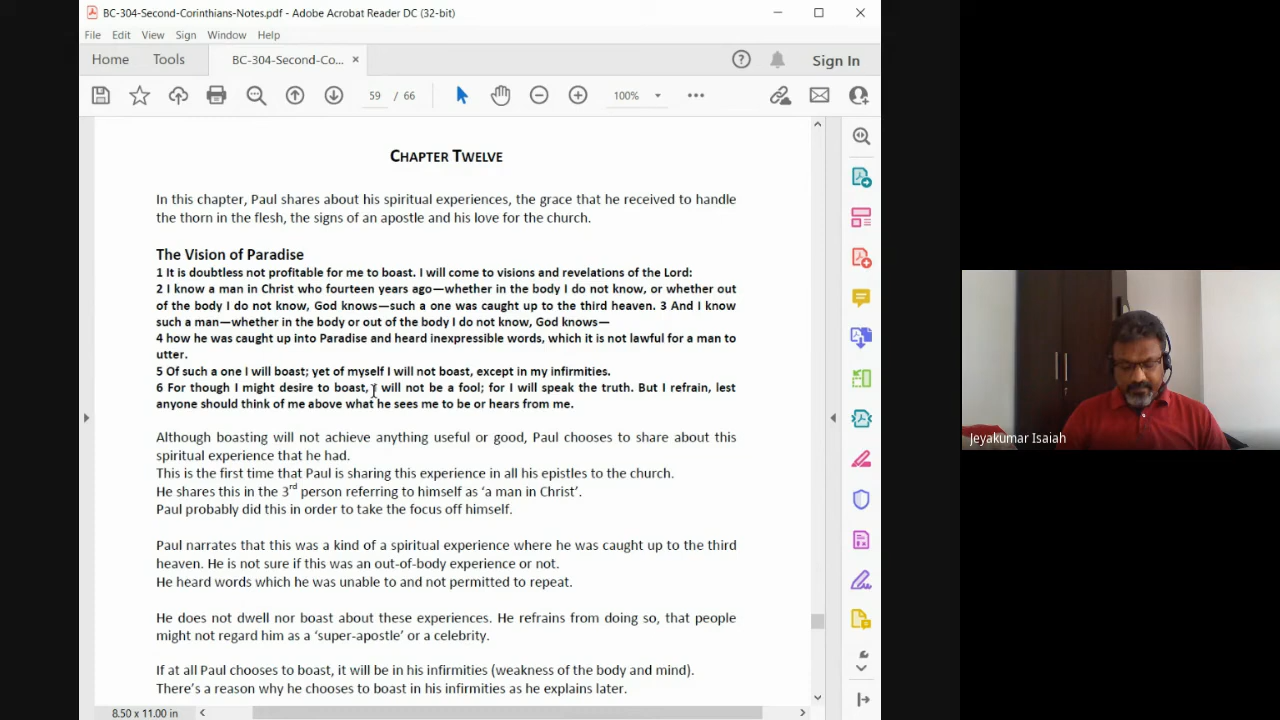 BC-304-Second-Corinthians-Notes.pdf - Adobe Acrobat Reader DC (32-bit)
File Edit View Sign Window Help
Home Tools BC-304-Second-Co... × Sign In
59 / 66 100%
CHAPTER TWELVE
In this chapter, Paul shares about his spiritual experiences, the grace that he received to handle
the thorn in the flesh, the signs of an apostle and his love for the church.
The Vision of Paradise
1 It is doubtless not profitable for me to boast. I will come to visions and revelations of the Lord:
2 I know a man in Christ who fourteen years ago—whether in the body I do not know, or whether out
of the body I do not know, God knows—such a one was caught up to the third heaven. 3 And I know
such a man—whether in the body or out of the body I do not know, God knows—
4 how he was caught up into Paradise and heard inexpressible words, which it is not lawful for a man to
utter.
5 Of such a one I will boast; yet of myself I will not boast, except in my infirmities.
6 For though I might desire to boast, I will not be a fool; for I will speak the truth. But I refrain, lest
anyone should think of me above what he sees me to be or hears from me.
Although boasting will not achieve anything useful or good, Paul chooses to share about this
spiritual experience that he had.
This is the first time that Paul is sharing this experience in all his epistles to the church.
He shares this in the 3rd person referring to himself as ‘a man in Christ’.
Paul probably did this in order to take the focus off himself.
Paul narrates that this was a kind of a spiritual experience where he was caught up to the third
heaven. He is not sure if this was an out-of-body experience or not.
He heard words which he was unable to and not permitted to repeat.
He does not dwell nor boast about these experiences. He refrains from doing so, that people
might not regard him as a ‘super-apostle’ or a celebrity.
If at all Paul chooses to boast, it will be in his infirmities (weakness of the body and mind).
There’s a reason why he chooses to boast in his infirmities as he explains later.
8.50 x 11.00 in
Jeyakumar Isaiah